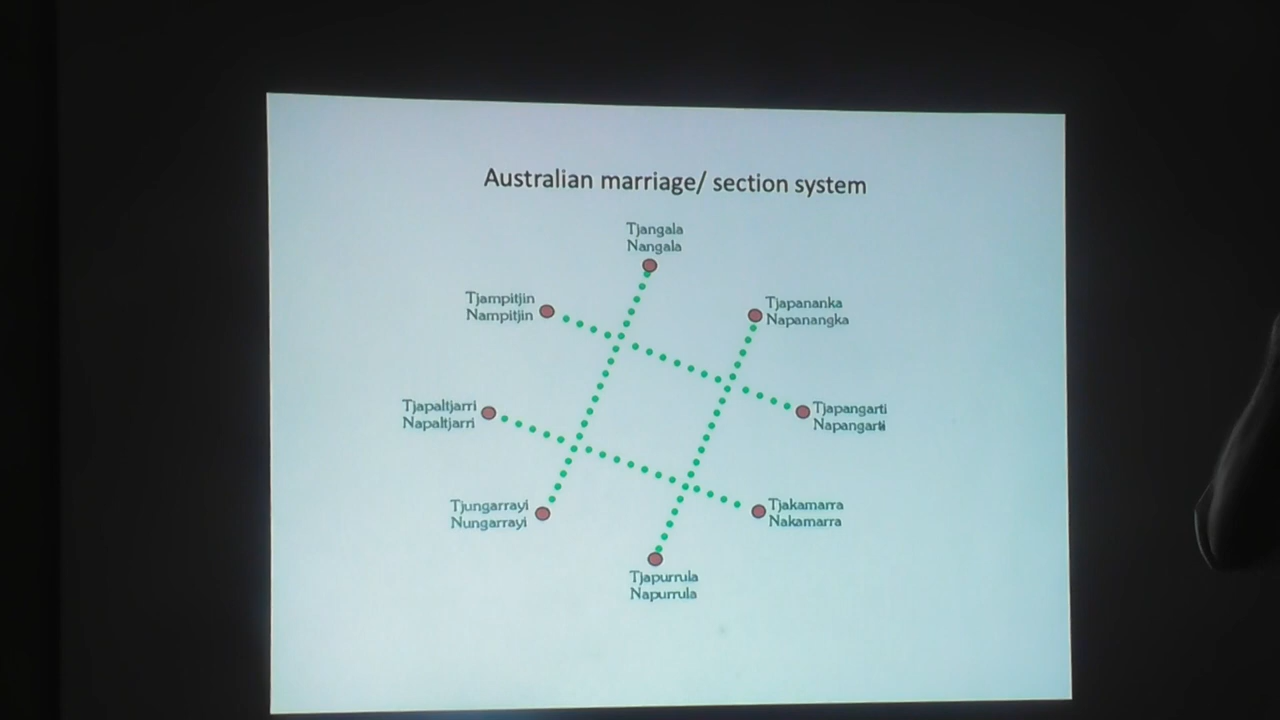 Australian marriage/ section system
Tjangala
Nangala
Tjampitjin
Nampitjin
Tjapananka
Napanangka
Tjapaltjarri
Napaltjarri
Tjapangarti
Napangarti
Tjungarrayi
Nungarrayi
Tjakamarra
Nakamarra
Tjapurrula
Napurrula